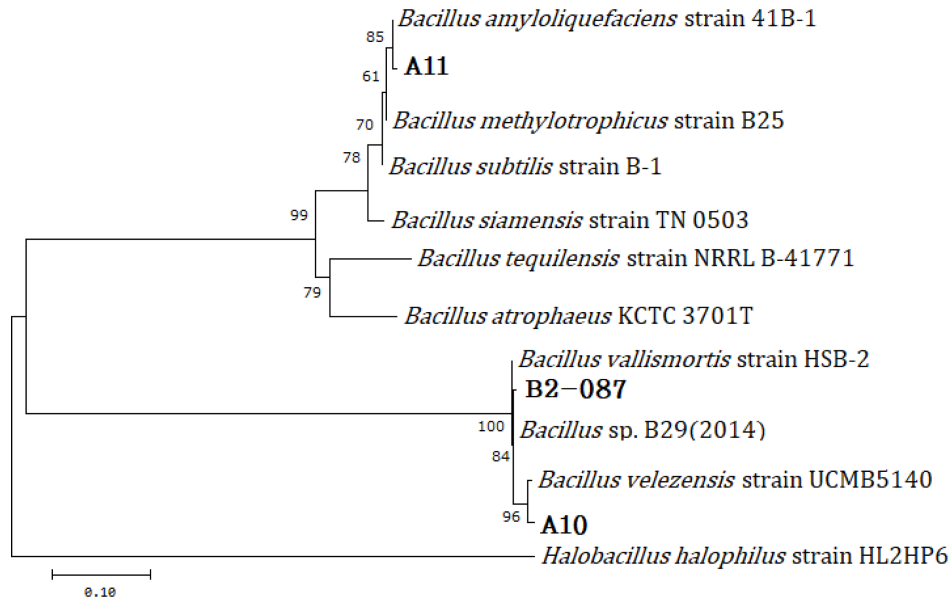 Bacillus amyloliquefaciens strain 41B-1
85
A11
61
Bacillus methylotrophicus strain B25
70
78
Bacillus subtilis strain B-1
99
Bacillus siamensis strain TN 0503
Bacillus tequilensis strain NRRL B-41771
79
Bacillus atrophaeus KCTC 3701T
Bacillus vallismortis strain HSB-2
B2-087
100
Bacillus sp. B29(2014)
84
Bacillus velezensis strain UCMB5140
96
A10
Halobacillus halophilus strain HL2HP6
0.10